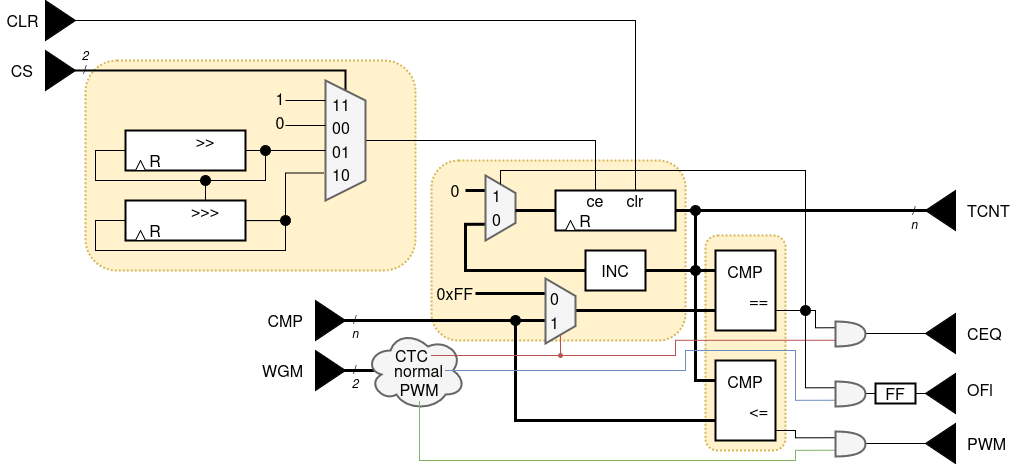 CLR
CS
2
1
0
11
00
01
10
>>
R
>>>
R
0
1
0
ce clr
R
INC
0xFF
0
1
CMP
n
WGM
2
CTC
normal
PWM
CMP
==
CMP
<=
FF
TCNT
n
CEQ
OFI
PWM